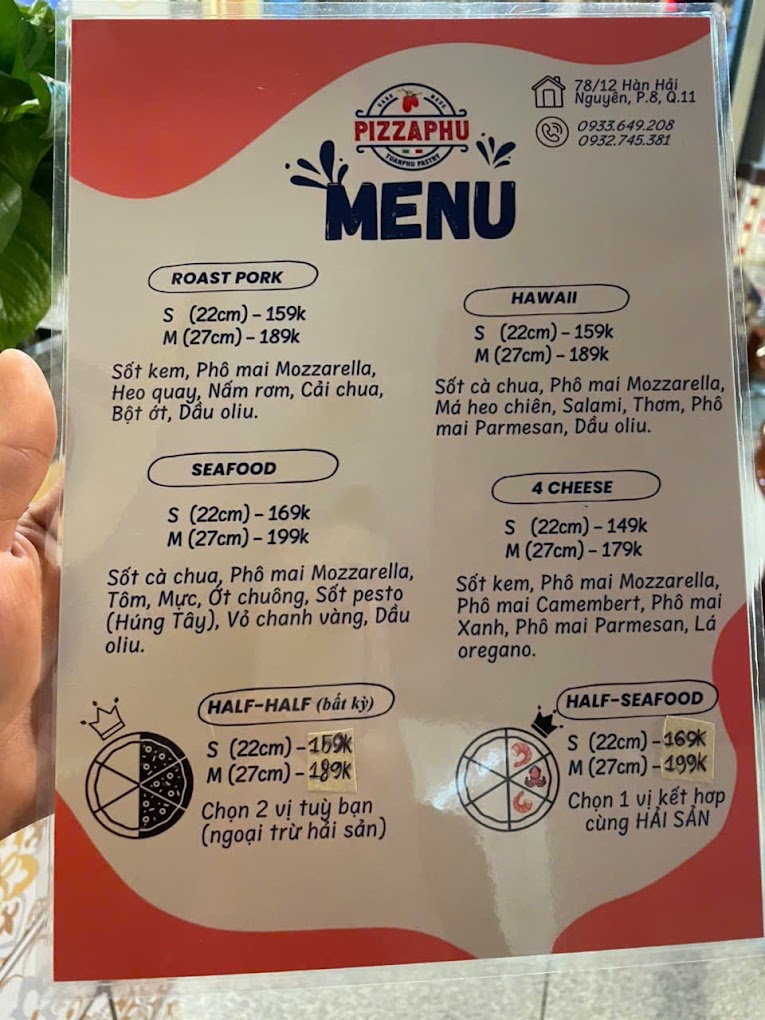 78/12 Hàn Hải
Nguyên, P.8, Q.11
0933.649.208
0932.745.381
PIZZAPHU
TUANPHU PASTRY
MENU
ROAST PORK
S (22cm) – 159k
M (27cm) – 189k
Sốt kem, Phô mai Mozzarella,
Heo quay, Nấm rơm, Cải chua,
Bột ớt, Dầu oliu.
HAWAII
S (22cm) – 159k
M (27cm) – 189k
Sốt cà chua, Phô mai Mozzarella,
Má heo chiên, Salami, Thơm, Phô
mai Parmesan, Dầu oliu.
SEAFOOD
S (22cm) – 169k
M (27cm) – 199k
Sốt cà chua, Phô mai Mozzarella,
Tôm, Mực, Ớt chuông, Sốt pesto
(Húng Tây), Vỏ chanh vàng, Dầu
oliu.
4 CHEESE
S (22cm) – 149k
M (27cm) – 179k
Sốt kem, Phô mai Mozzarella,
Phô mai Camembert, Phô mai
Xanh, Phô mai Parmesan, Lá
oregano.
HALF-HALF (bất kỳ)
S (22cm) – 159K
M (27cm) – 189K
Chọn 2 vị tuỳ bạn
(ngoại trừ hải sản)
HALF-SEAFOOD
S (22cm) – 169K
M (27cm) – 199K
Chọn 1 vị kết hợp
cùng HẢI SẢN